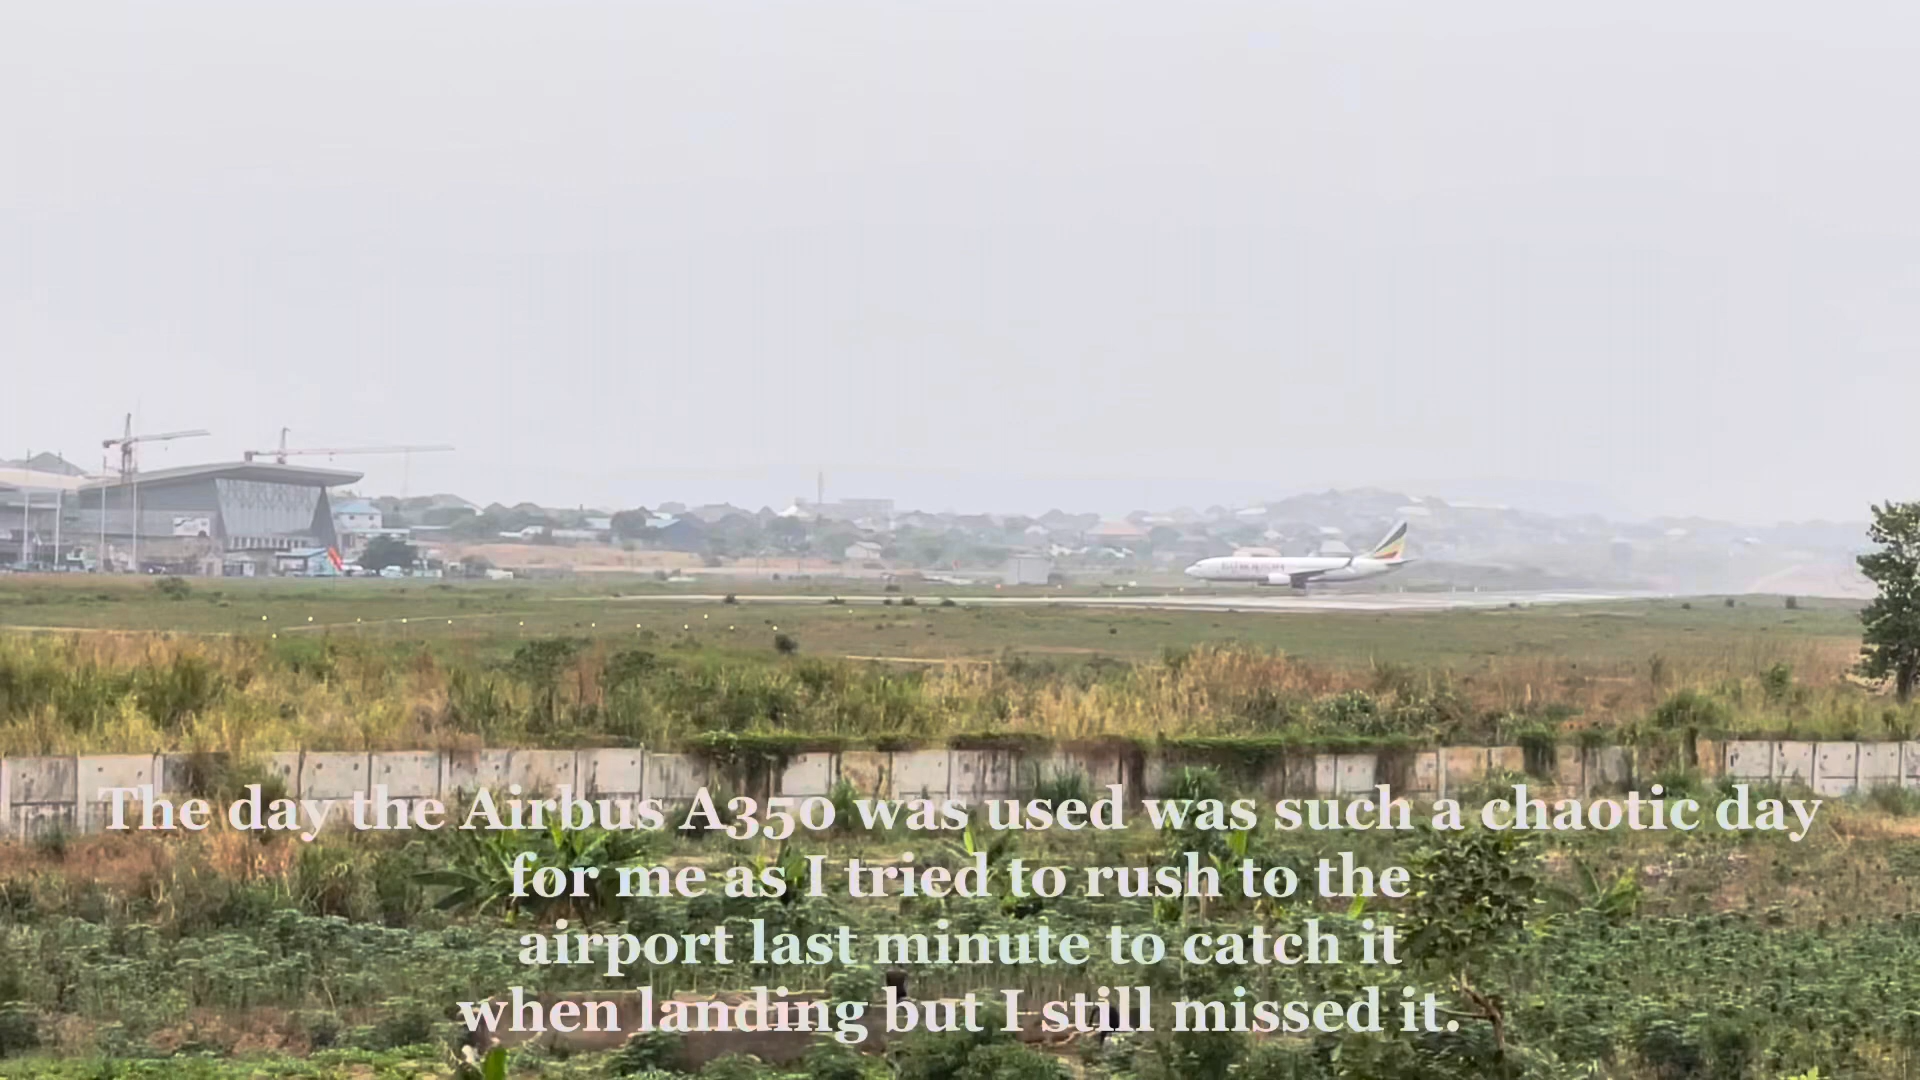 The day the Airbus A350 was used was such a chaotic day
for me as I tried to rush to the
airport last minute to catch it
when landing but I still missed it.